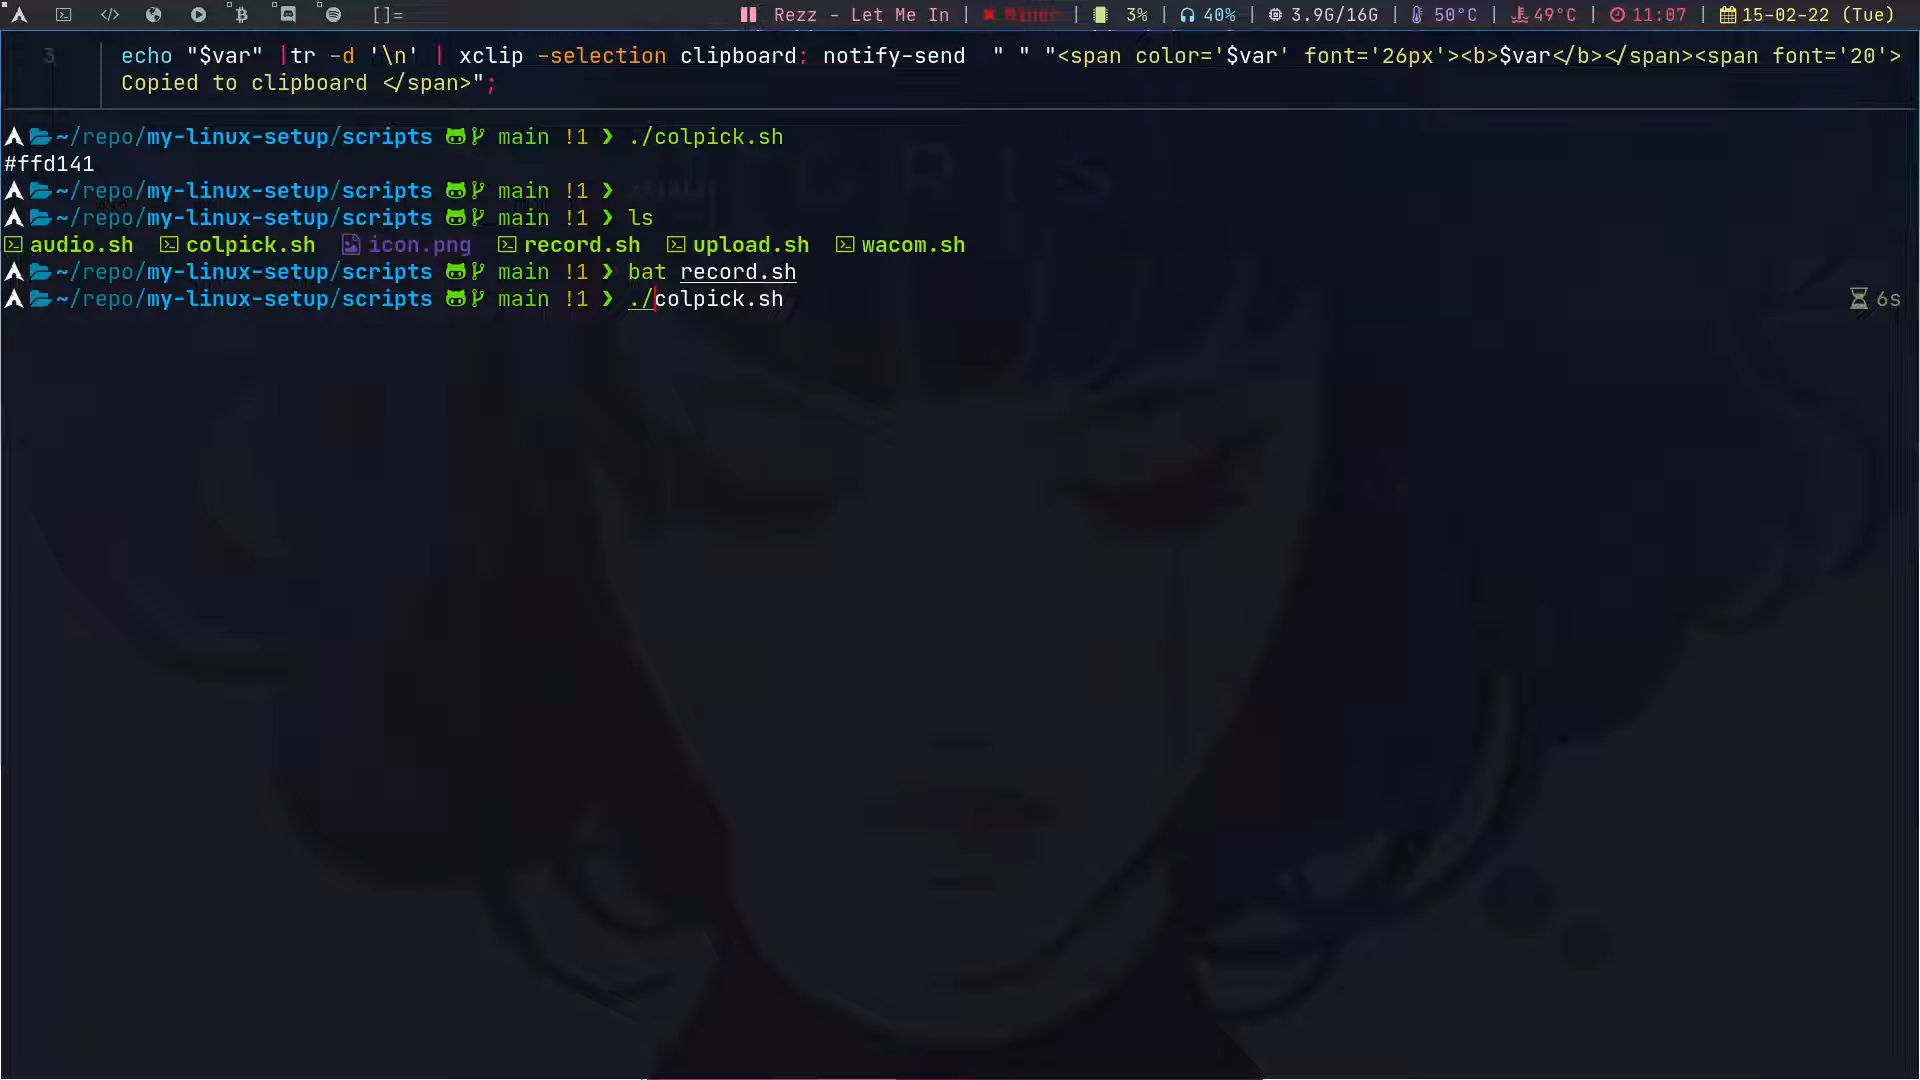 []= Rezz - Let Me In | Miner | 3% | 40% | 3.9G/16G | 50°C | 49°C | 11:07 | 15-02-22 (Tue)
3 echo "$var" |tr -d '\n' | xclip -selection clipboard; notify-send " " "<span color='$var' font='26px'><b>$var</b></span><span font='20'>
Copied to clipboard </span>";
~/repo/my-linux-setup/scripts main !1 ❯ ./colpick.sh
#ffd141
~/repo/my-linux-setup/scripts main !1 ❯
~/repo/my-linux-setup/scripts main !1 ❯ ls
audio.sh colpick.sh icon.png record.sh upload.sh wacom.sh
~/repo/my-linux-setup/scripts main !1 ❯ bat record.sh
~/repo/my-linux-setup/scripts main !1 ❯ ./colpick.sh 6s